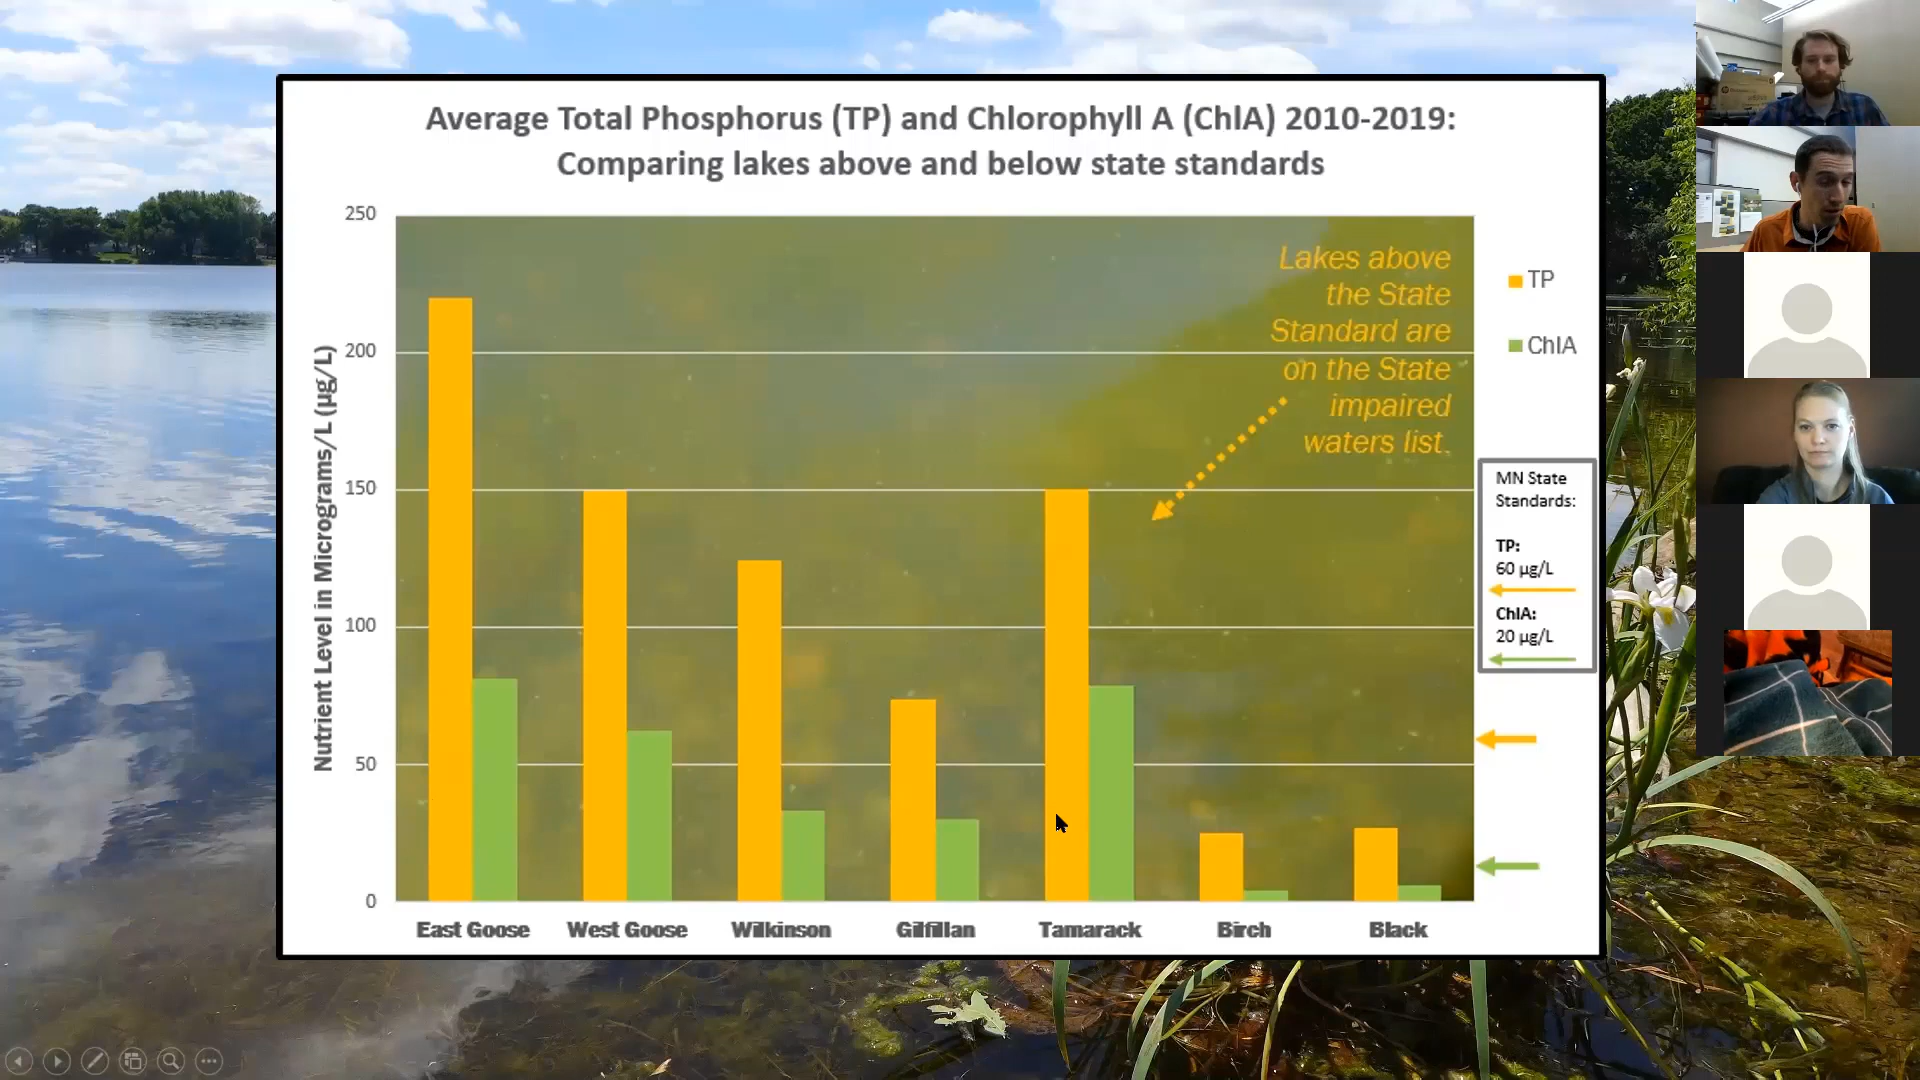 Average Total Phosphorus (TP) and Chlorophyll A (ChlA) 2010-2019:
Comparing lakes above and below state standards
Nutrient Level in Micrograms/L (µg/L)
250
200
150
100
50
0
Lakes above
the State
Standard are
on the State
impaired
waters list.
TP
ChlA
MN State
Standards:
TP:
60 µg/L
ChlA:
20 µg/L
East Goose
West Goose
Wilkinson
Gilfillan
Tamarack
Birch
Black